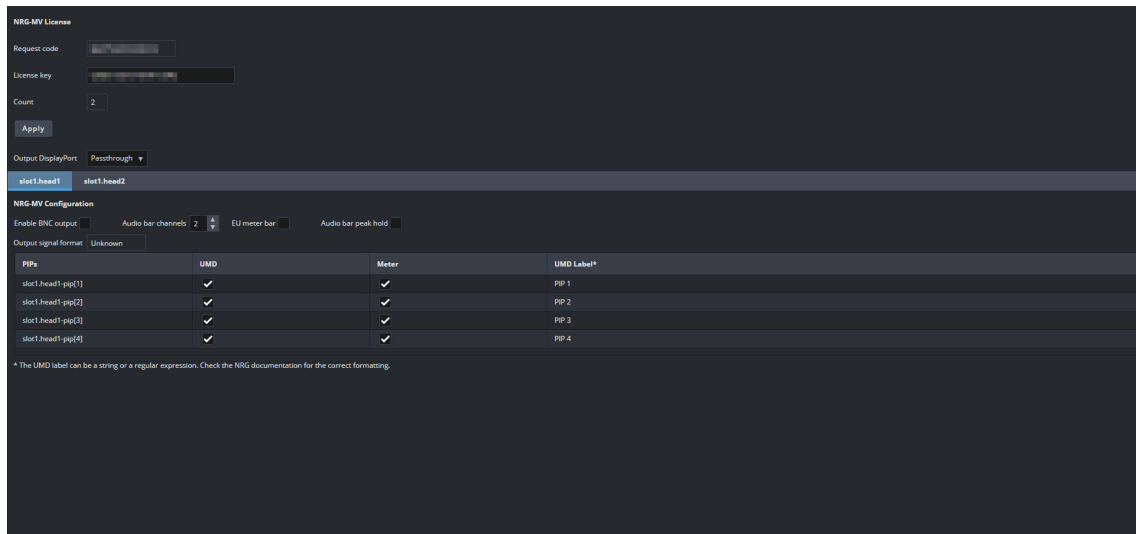 NRG-MV License
Request code
License key
Count 2
Apply
Output DisplayPort Passthrough
slot1.head1 slot1.head2
NRG-MV Configuration
Enable BNC output Audio bar channels 2 EU meter bar Audio bar peak hold
Output signal format Unknown
PIPs UMD Meter UMD Label*
slot1.head1-pip[1] PIP 1
slot1.head1-pip[2] PIP 2
slot1.head1-pip[3] PIP 3
slot1.head1-pip[4] PIP 4
* The UMD label can be a string or a regular expression. Check the NRG documentation for the correct formatting.